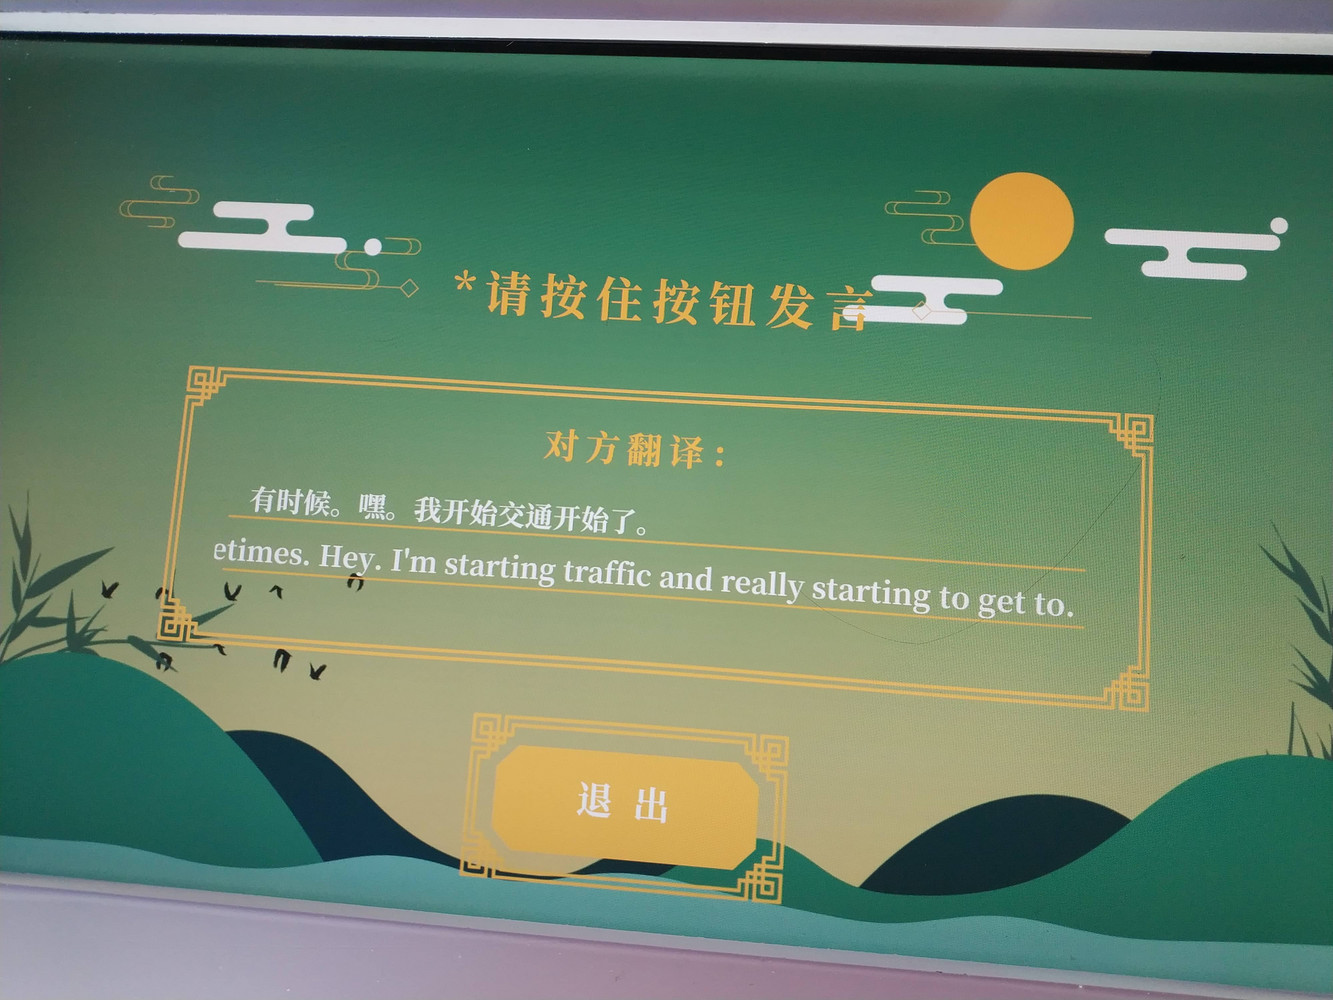 *请按住按钮发言
对方翻译：
有时候。嘿。我开始交通开始了。
etimes. Hey. I'm starting traffic and really starting to get to.
退出